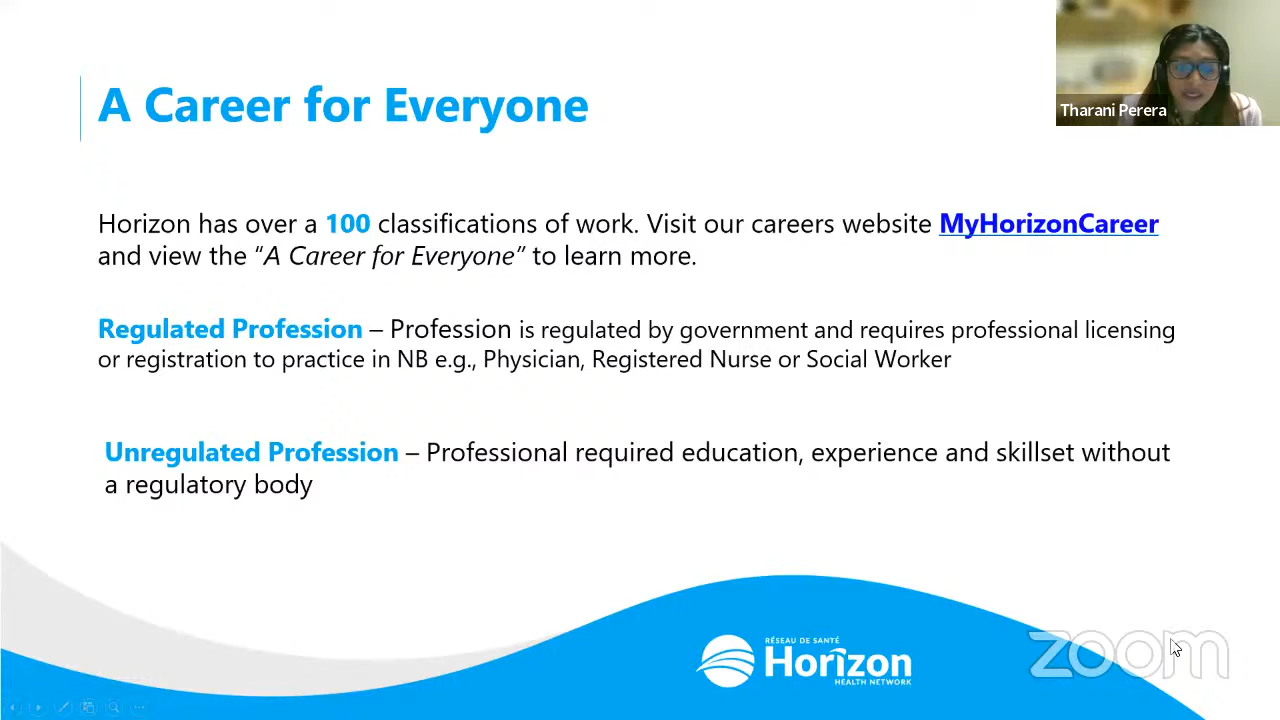 A Career for Everyone
Tharani Perera
Horizon has over a 100 classifications of work. Visit our careers website MyHorizonCareer
and view the “A Career for Everyone” to learn more.
Regulated Profession – Profession is regulated by government and requires professional licensing
or registration to practice in NB e.g., Physician, Registered Nurse or Social Worker
Unregulated Profession – Professional required education, experience and skillset without
a regulatory body
RÉSEAU DE SANTÉ
Horizon
HEALTH NETWORK
zoom